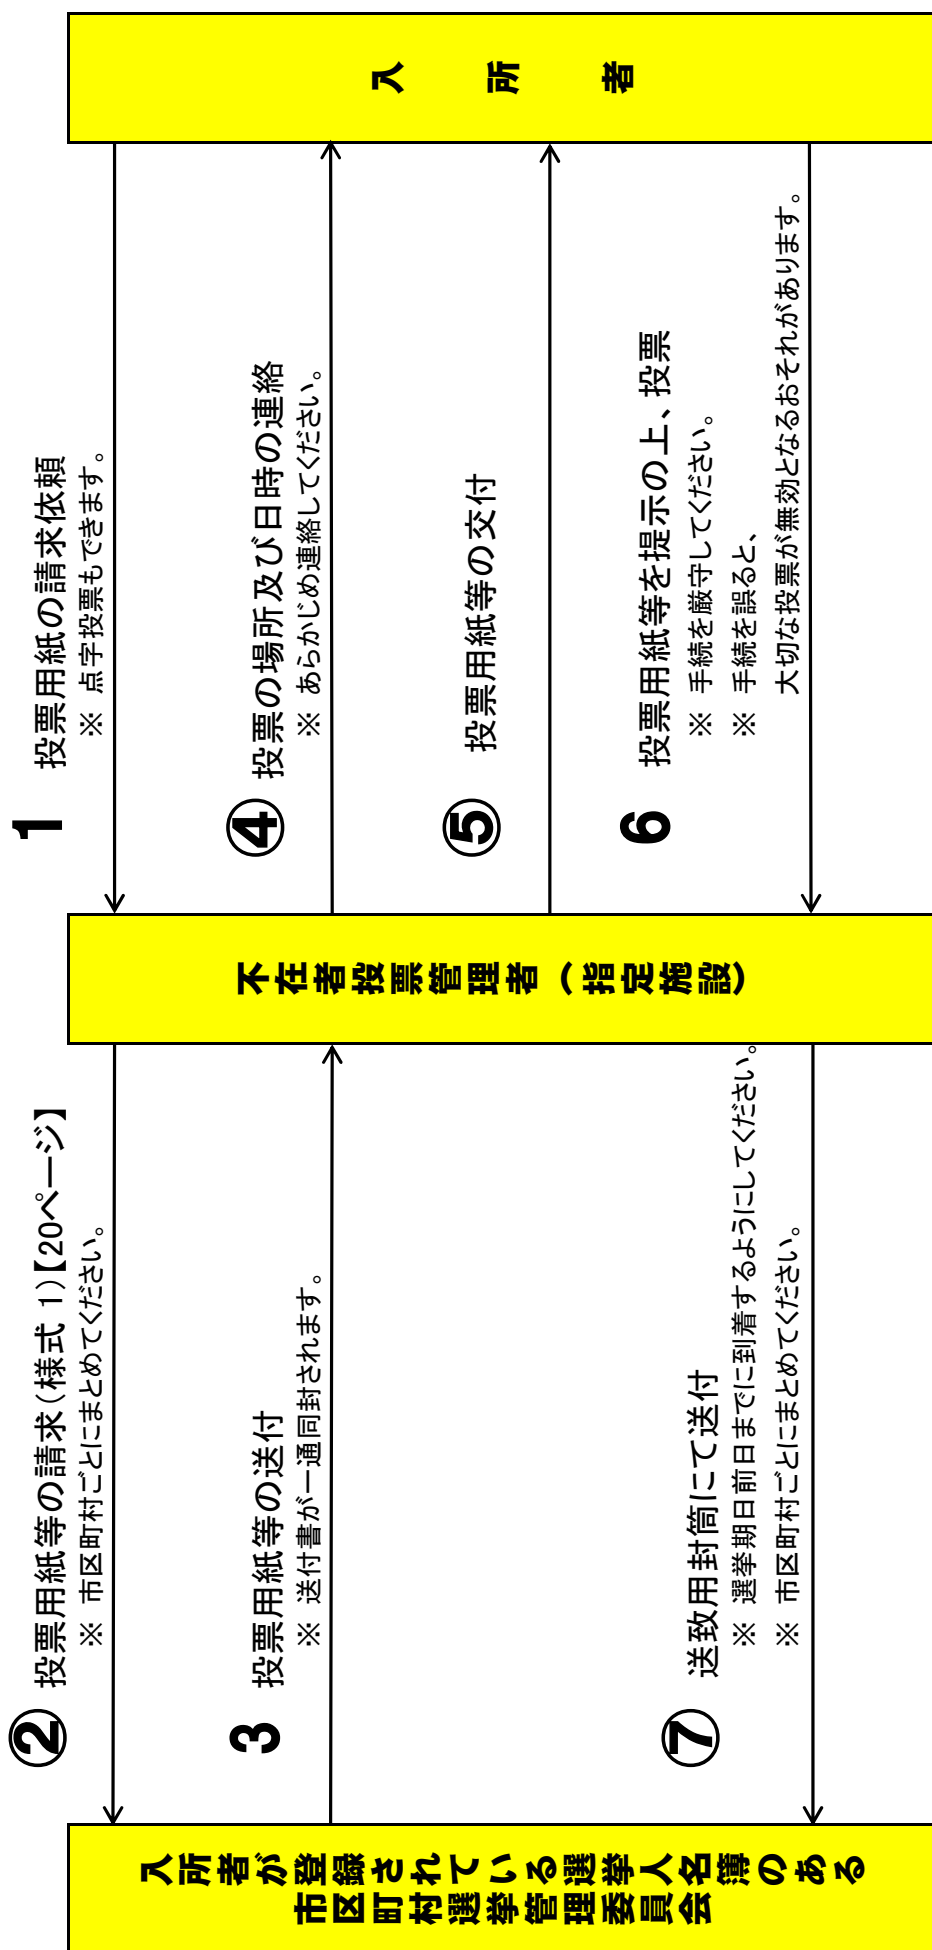 入所者
1 投票用紙の請求依頼
※ 点字投票もできます。
④ 投票の場所及び日時の連絡
※ あらかじめ連絡してください。
⑤ 投票用紙等の交付
6 投票用紙等を提示の上、投票
※ 手続を厳守してください。
※ 手続を誤ると、
大切な投票が無効となるおそれがあります。
不在者投票管理者(指定施設)
② 投票用紙等の請求(様式 1)【20ページ】
※ 市区町村ごとにまとめてください。
3 投票用紙等の送付
※ 送付書が一通同封されます。
⑦ 送致用封筒にて送付
※ 選挙期日前日までに到着するようにしてください。
※ 市区町村ごとにまとめてください。
入所者が登録されている選挙人名簿のある
市区町村選挙管理委員会